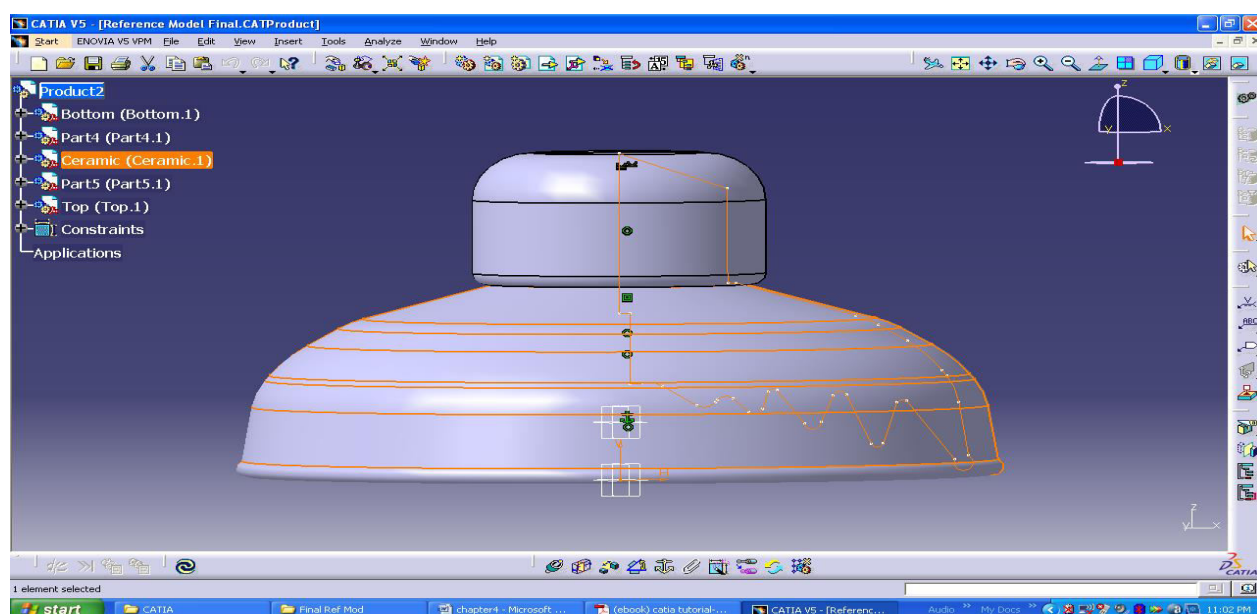 CATIA V5 - [Reference Model Final.CATProduct]
Start ENOVIA V5 VPM File Edit View Insert Tools Analyze Window Help
Product2
Bottom (Bottom.1)
Part4 (Part4.1)
Ceramic (Ceramic.1)
Part5 (Part5.1)
Top (Top.1)
Constraints
Applications
z
y x
z
y x
CATIA
1 element selected
start CATIA Final Ref Mod chapter4 - Microsoft ... (ebook) catia tutorial-... CATIA V5 - [Referenc... Audio » My Docs » 11:02 PM